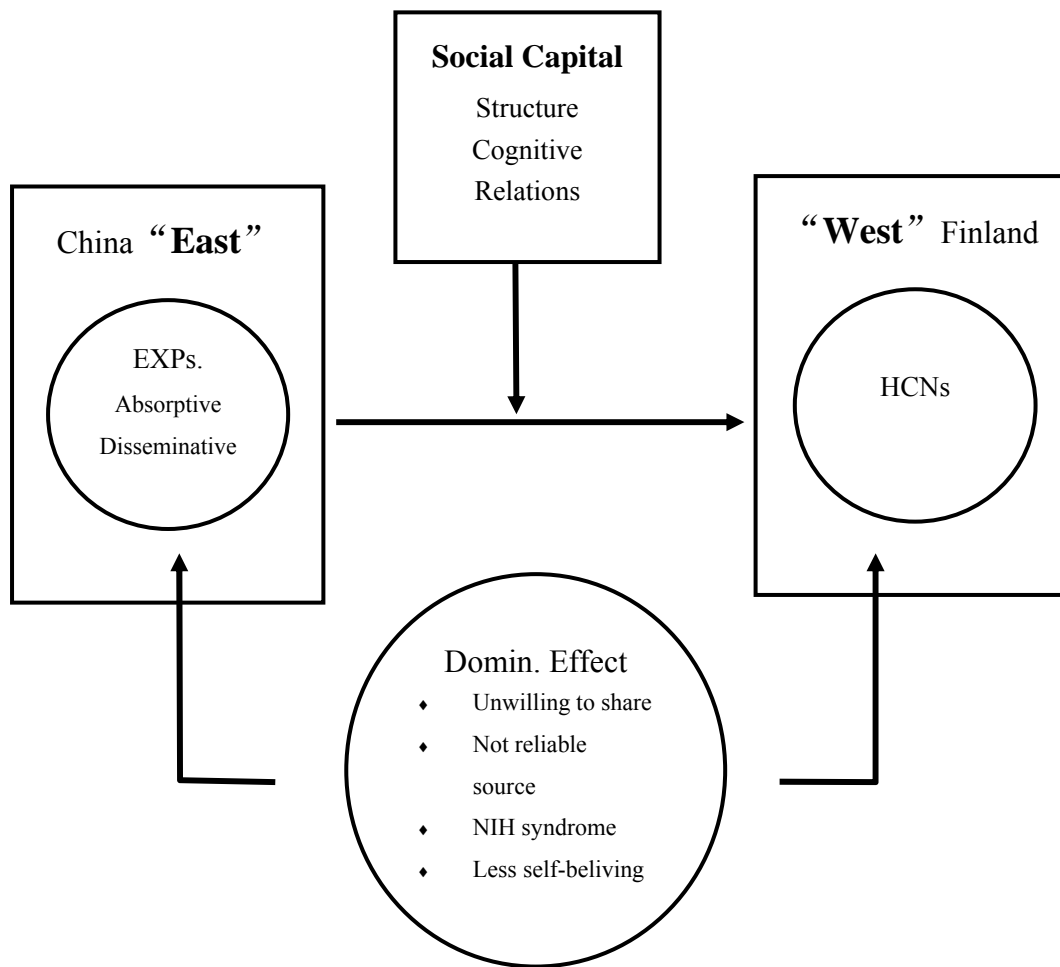 Social Capital
Structure
Cognitive
Relations
China “East”
EXPs.
Absorptive
Disseminative
“West” Finland
HCNs
Domin. Effect
♦ Unwilling to share
♦ Not reliable
source
♦ NIH syndrome
♦ Less self-beliving